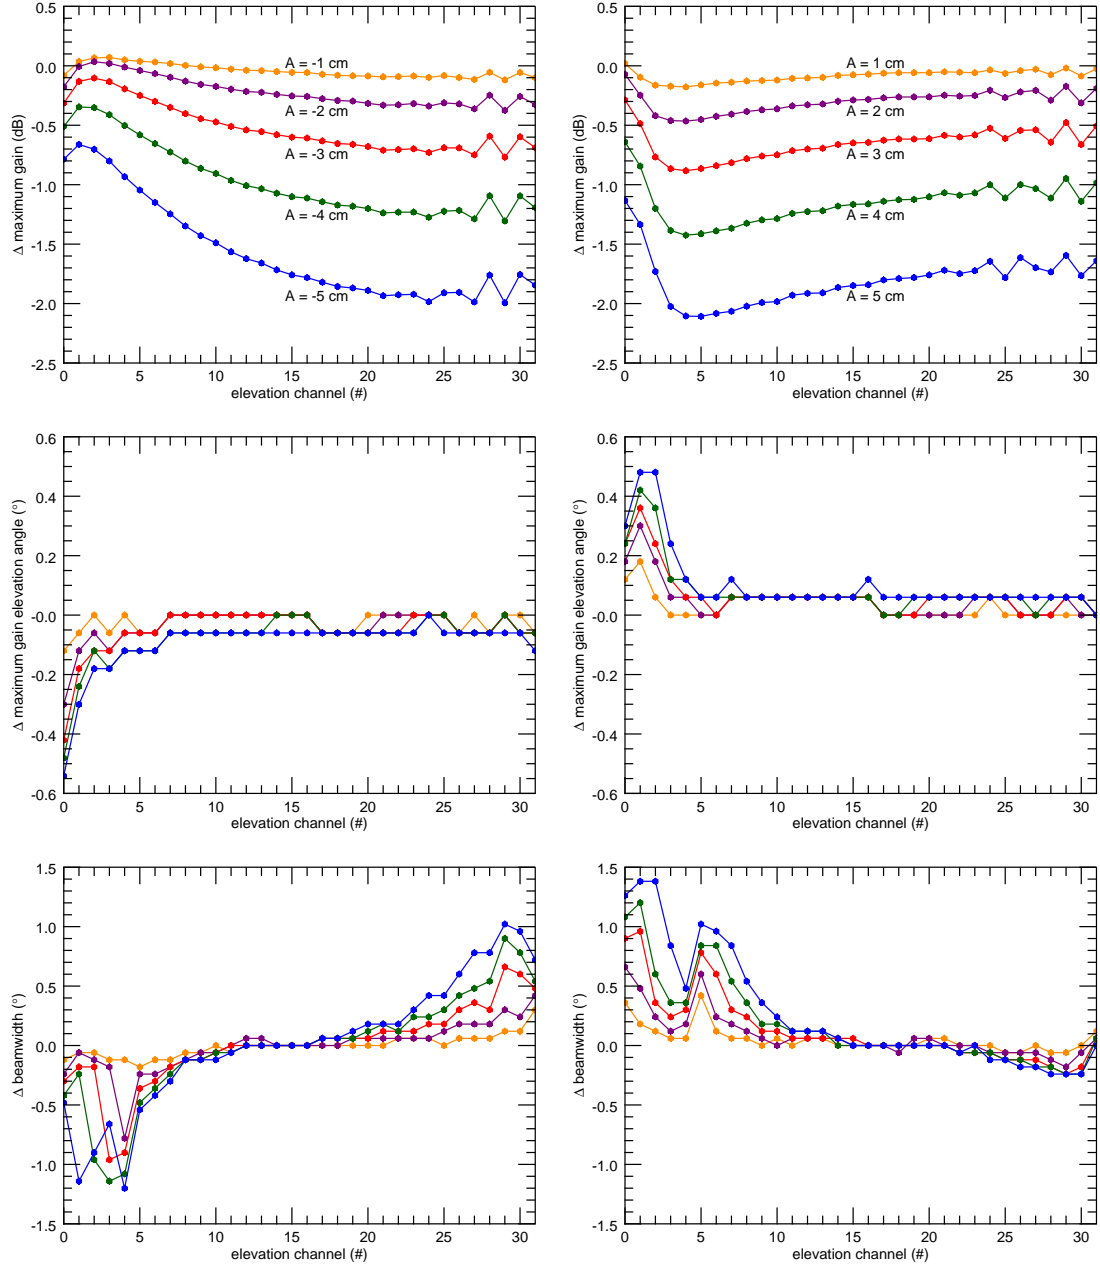 0.5
0.0
-0.5
-1.0
-1.5
-2.0
-2.5
Δ maximum gain (dB)
A = -1 cm
A = -2 cm
A = -3 cm
A = -4 cm
A = -5 cm
0 5 10 15 20 25 30
elevation channel (#)
0.5
0.0
-0.5
-1.0
-1.5
-2.0
-2.5
Δ maximum gain (dB)
A = 1 cm
A = 2 cm
A = 3 cm
A = 4 cm
A = 5 cm
0 5 10 15 20 25 30
elevation channel (#)
0.6
0.4
0.2
-0.0
-0.2
-0.4
-0.6
Δ maximum gain elevation angle (°)
0 5 10 15 20 25 30
elevation channel (#)
0.6
0.4
0.2
-0.0
-0.2
-0.4
-0.6
Δ maximum gain elevation angle (°)
0 5 10 15 20 25 30
elevation channel (#)
1.5
1.0
0.5
0.0
-0.5
-1.0
-1.5
Δ beamwidth (°)
0 5 10 15 20 25 30
elevation channel (#)
1.5
1.0
0.5
0.0
-0.5
-1.0
-1.5
Δ beamwidth (°)
0 5 10 15 20 25 30
elevation channel (#)